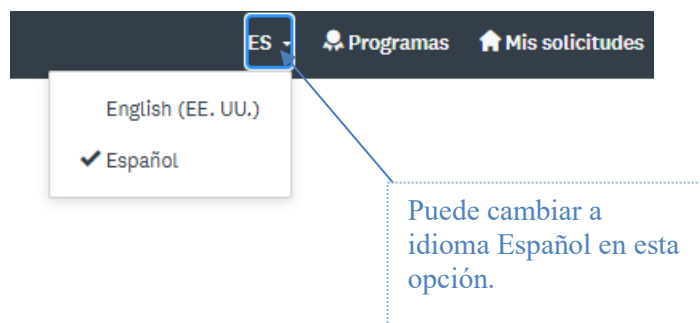 ES Programas Mis solicitudes
English (EE. UU.)
Español
Puede cambiar a
idioma Español en esta
opción.